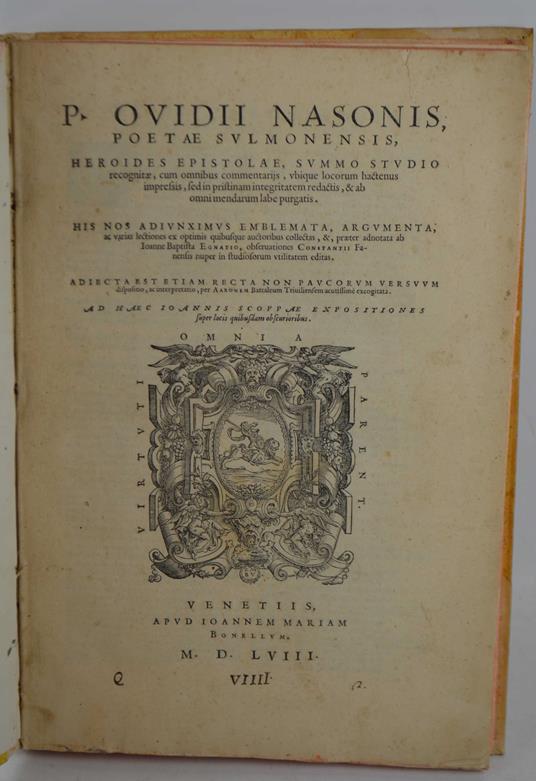 P. OVIDII NASONIS,
POETAE SVLMONENSIS,
HEROIDES EPISTOLAE, SVMMO STVDIO
recognitæ, cum omnibus commentarijs, vbique locorum hactenus
impressis, sed in pristinam integritatem redactis, & ab
omni mendarum labe purgatis.
HIS NOS ADIVNXIMVS EMBLEMATA, ARGVMENTA,
ac varias lectiones ex optimis quibusque auctoribus collectas, &, præter adnotata ab
Ioanne Baptista EGNATIO, obseruationes CONSTANTII Fa-
nensis nuper in studiosorum vtilitatem editas.
ADIECTA EST ETIAM RECTA NON PAVCORVM VERSVVM
dispositio, ac interpretatio, per AARONEM Battaleum Triuiliensem acutissimè excogitata.
AD HAEC IOANNIS SCOPPAE EXPOSITIONES
super locis quibusdam obscurioribus.
OMNIA
VIRTVTI
PARENT.
VENETIIS,
APVD IOANNEM MARIAM
BONELLVM.
M. D. LVIII.
VIIII